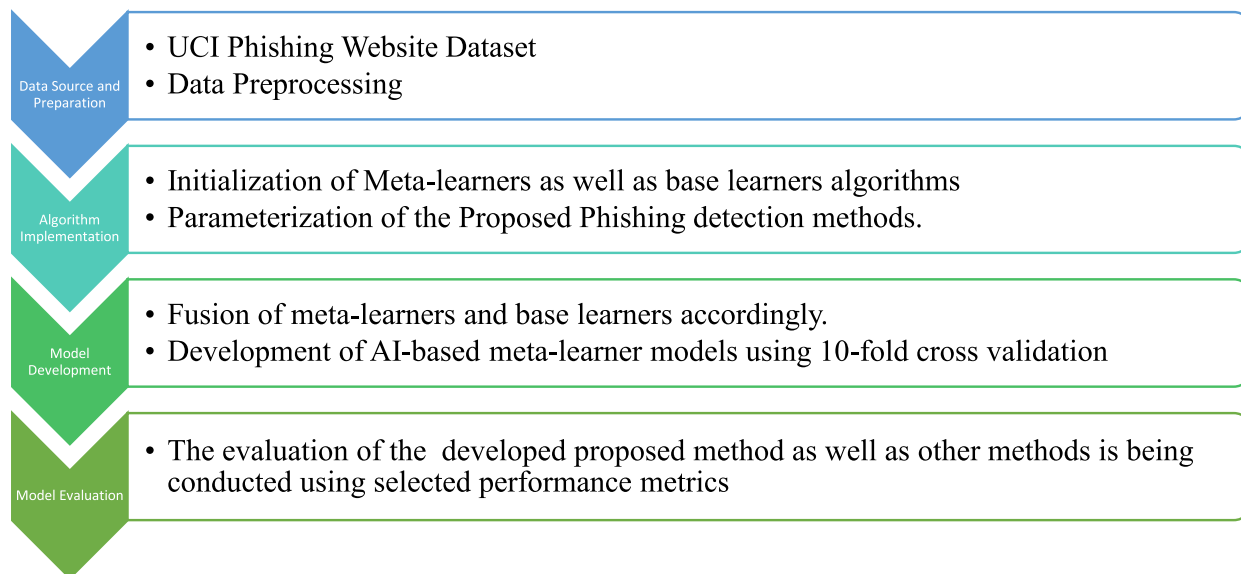 Data Source and
Preparation
• UCI Phishing Website Dataset
• Data Preprocessing
Algorithm
Implementation
• Initialization of Meta-learners as well as base learners algorithms
• Parameterization of the Proposed Phishing detection methods.
Model
Development
• Fusion of meta-learners and base learners accordingly.
• Development of AI-based meta-learner models using 10-fold cross validation
Model Evaluation
• The evaluation of the  developed proposed method as well as other methods is being
conducted using selected performance metrics